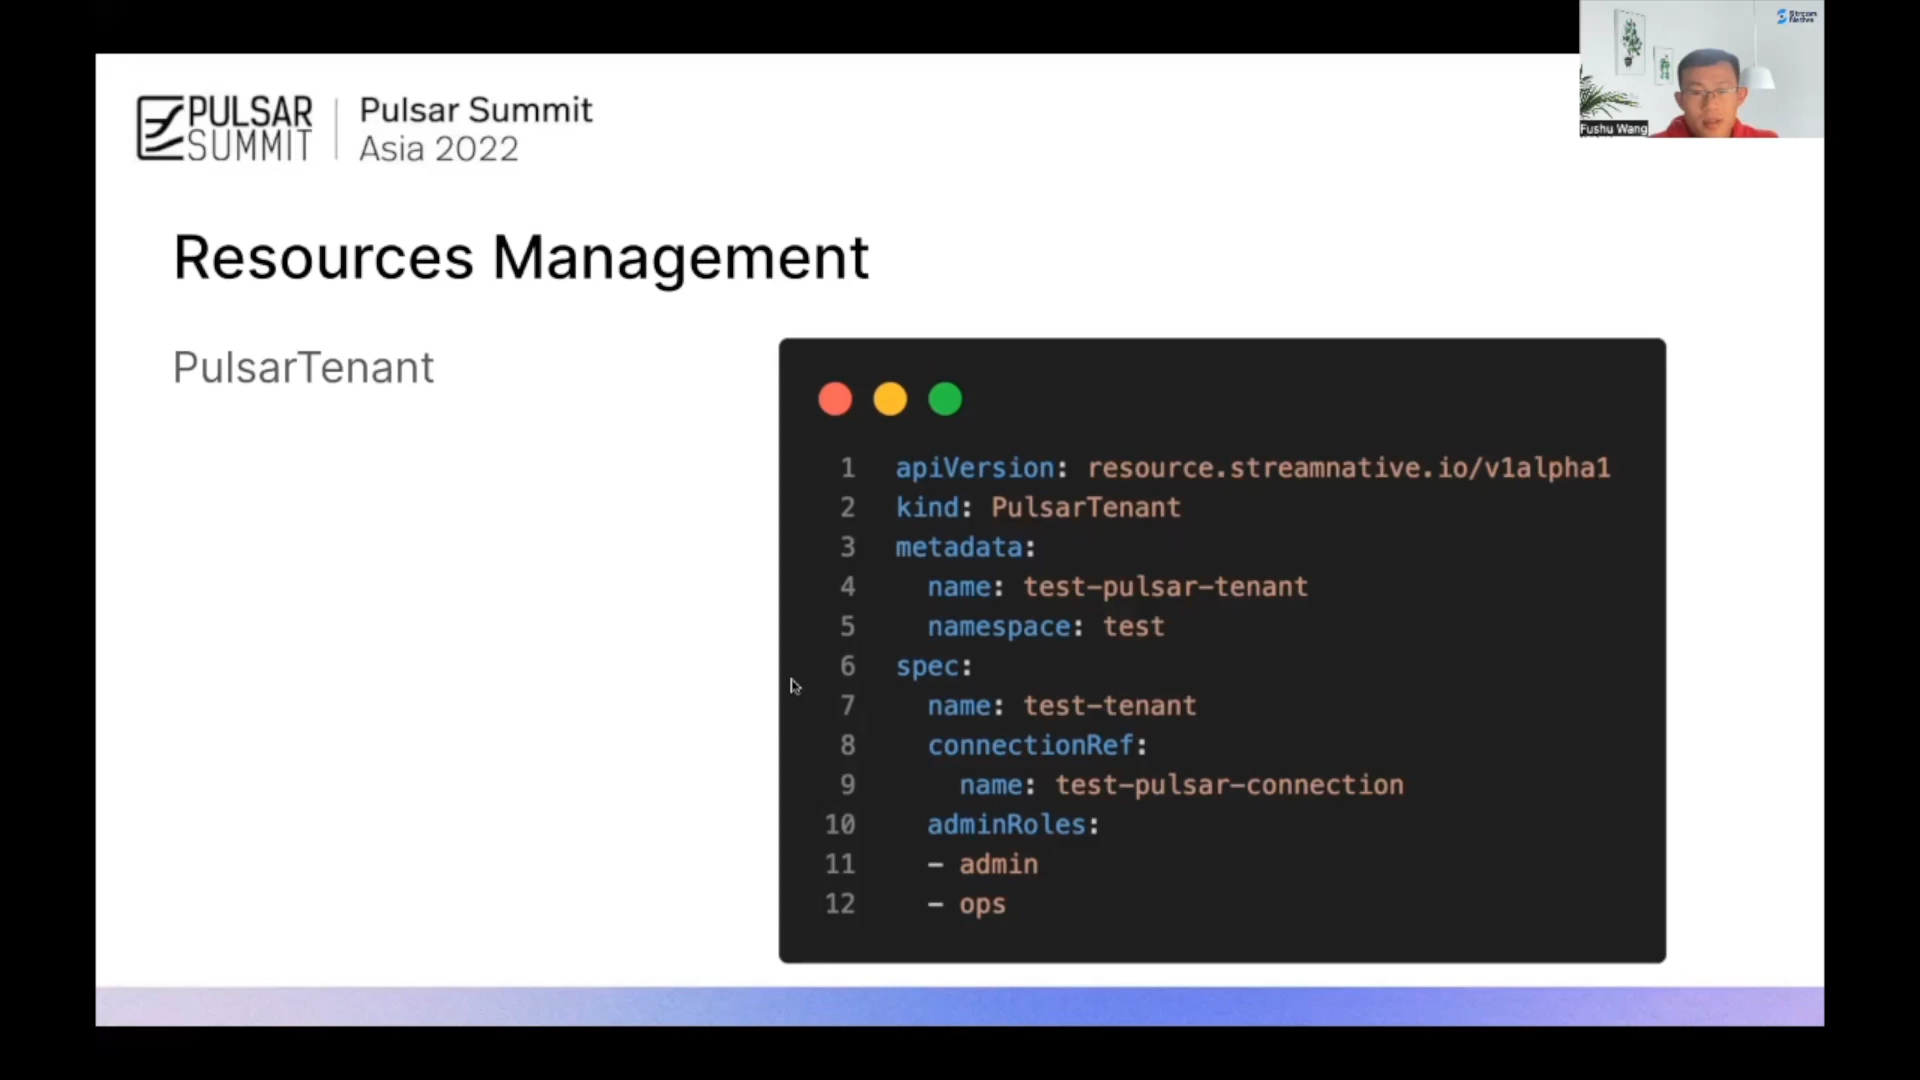 Stream
Native
Fushu Wang
PULSAR
SUMMIT
Pulsar Summit
Asia 2022
Resources Management
PulsarTenant
1 apiVersion: resource.streamnative.io/v1alpha1
2 kind: PulsarTenant
3 metadata:
4   name: test-pulsar-tenant
5   namespace: test
6 spec:
7   name: test-tenant
8   connectionRef:
9     name: test-pulsar-connection
10   adminRoles:
11   - admin
12   - ops